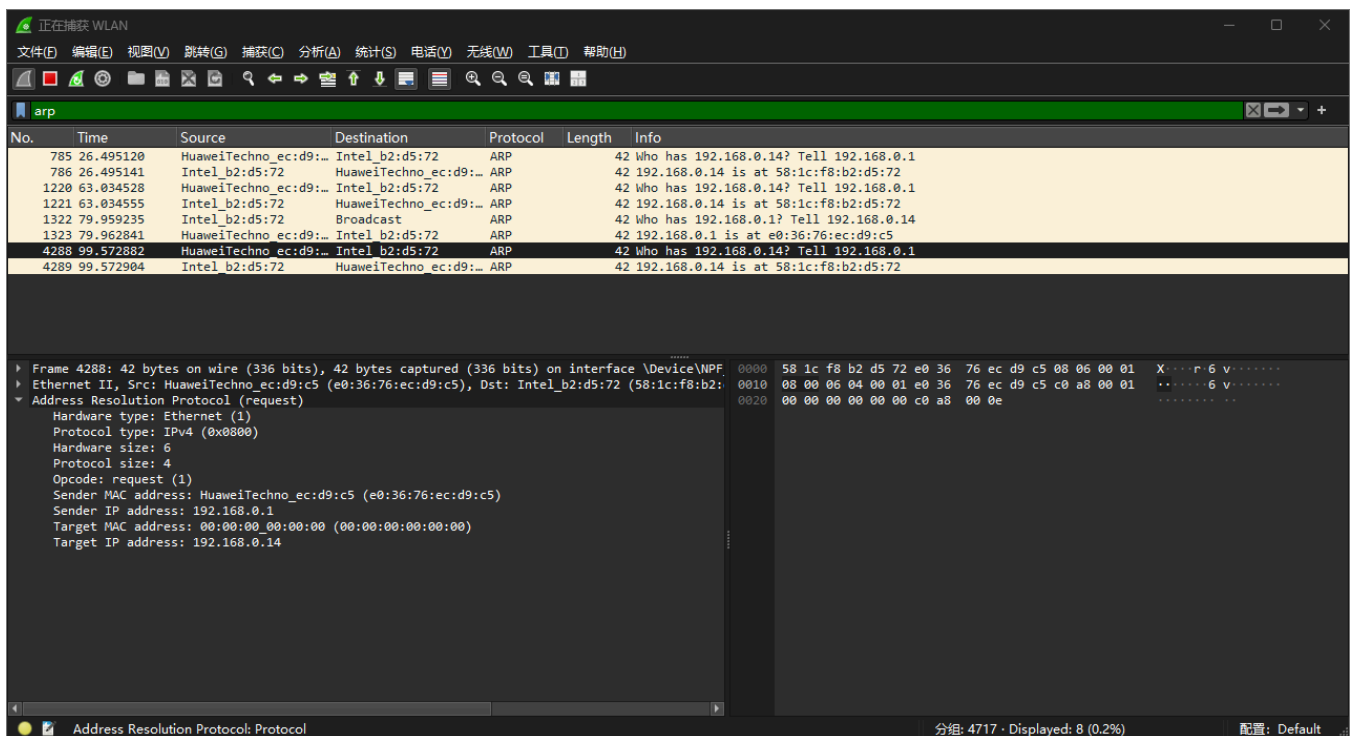 正在捕获 WLAN
文件(F) 编辑(E) 视图(V) 跳转(G) 捕获(C) 分析(A) 统计(S) 电话(Y) 无线(W) 工具(T) 帮助(H)
arp
No. Time Source Destination Protocol Length Info
785 26.495120 HuaweiTechno_ec:d9:… Intel_b2:d5:72 ARP 42 Who has 192.168.0.14? Tell 192.168.0.1
786 26.495141 Intel_b2:d5:72 HuaweiTechno_ec:d9:… ARP 42 192.168.0.14 is at 58:1c:f8:b2:d5:72
1220 63.034528 HuaweiTechno_ec:d9:… Intel_b2:d5:72 ARP 42 Who has 192.168.0.14? Tell 192.168.0.1
1221 63.034555 Intel_b2:d5:72 HuaweiTechno_ec:d9:… ARP 42 192.168.0.14 is at 58:1c:f8:b2:d5:72
1322 79.959235 Intel_b2:d5:72 Broadcast ARP 42 Who has 192.168.0.1? Tell 192.168.0.14
1323 79.962841 HuaweiTechno_ec:d9:… Intel_b2:d5:72 ARP 42 192.168.0.1 is at e0:36:76:ec:d9:c5
4288 99.572882 HuaweiTechno_ec:d9:… Intel_b2:d5:72 ARP 42 Who has 192.168.0.14? Tell 192.168.0.1
4289 99.572904 Intel_b2:d5:72 HuaweiTechno_ec:d9:… ARP 42 192.168.0.14 is at 58:1c:f8:b2:d5:72
Frame 4288: 42 bytes on wire (336 bits), 42 bytes captured (336 bits) on interface \Device\NPF_
Ethernet II, Src: HuaweiTechno_ec:d9:c5 (e0:36:76:ec:d9:c5), Dst: Intel_b2:d5:72 (58:1c:f8:b2:
Address Resolution Protocol (request)
Hardware type: Ethernet (1)
Protocol type: IPv4 (0x0800)
Hardware size: 6
Protocol size: 4
Opcode: request (1)
Sender MAC address: HuaweiTechno_ec:d9:c5 (e0:36:76:ec:d9:c5)
Sender IP address: 192.168.0.1
Target MAC address: 00:00:00_00:00:00 (00:00:00:00:00:00)
Target IP address: 192.168.0.14
0000 58 1c f8 b2 d5 72 e0 36 76 ec d9 c5 08 06 00 01 X····r·6 v·······
0010 08 00 06 04 00 01 e0 36 76 ec d9 c5 c0 a8 00 01 ·······6 v·······
0020 00 00 00 00 00 00 c0 a8 00 0e ········ ··
Address Resolution Protocol: Protocol
分组: 4717 · Displayed: 8 (0.2%)
配置: Default